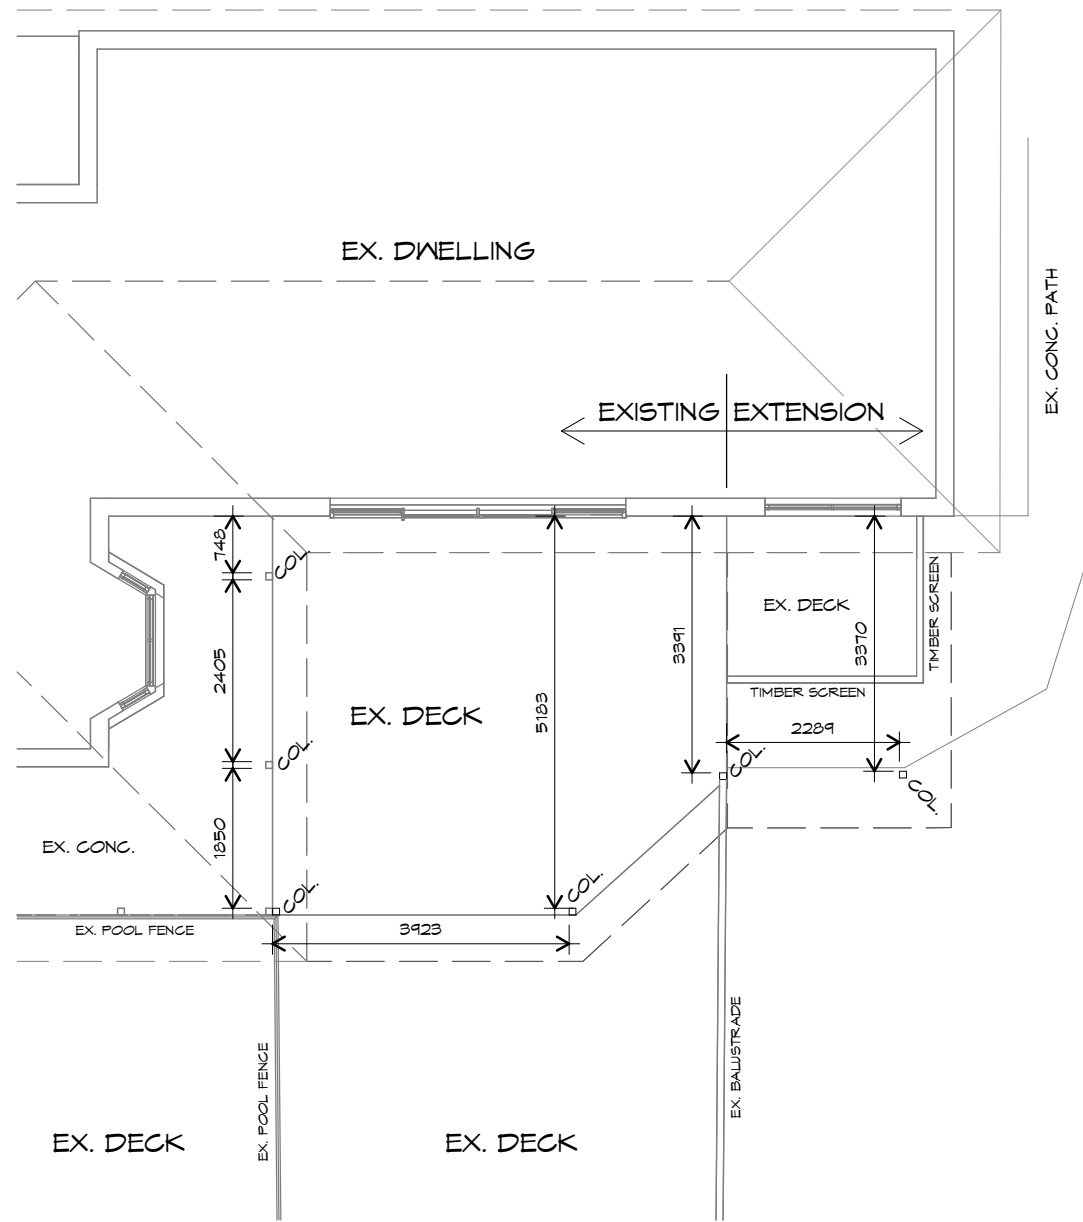 EX. DWELLING
EX. CONC. PATH
EXISTING EXTENSION
748
COL.
2405
COL.
1850
COL.
EX. DECK
5183
COL.
3391
COL.
EX. DECK
3370
TIMBER SCREEN
TIMBER SCREEN
2289
COL.
EX. CONC.
EX. POOL FENCE
3923
EX. POOL FENCE
EX. BALUSTRADE
EX. DECK
EX. DECK